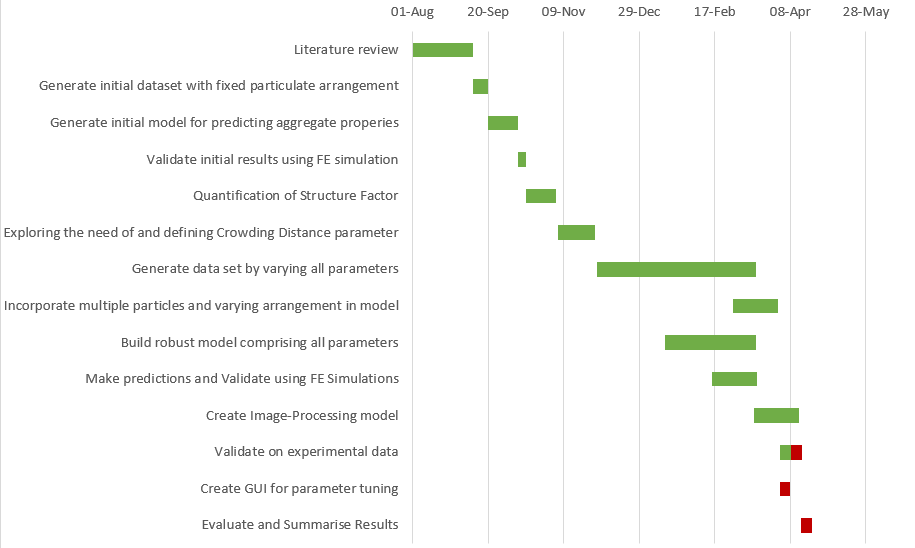 01-Aug 20-Sep 09-Nov 29-Dec 17-Feb 08-Apr 28-May
Literature review
Generate initial dataset with fixed particulate arrangement
Generate initial model for predicting aggregate properies
Validate initial results using FE simulation
Quantification of Structure Factor
Exploring the need of and defining Crowding Distance parameter
Generate data set by varying all parameters
Incorporate multiple particles and varying arrangement in model
Build robust model comprising all parameters
Make predictions and Validate using FE Simulations
Create Image-Processing model
Validate on experimental data
Create GUI for parameter tuning
Evaluate and Summarise Results